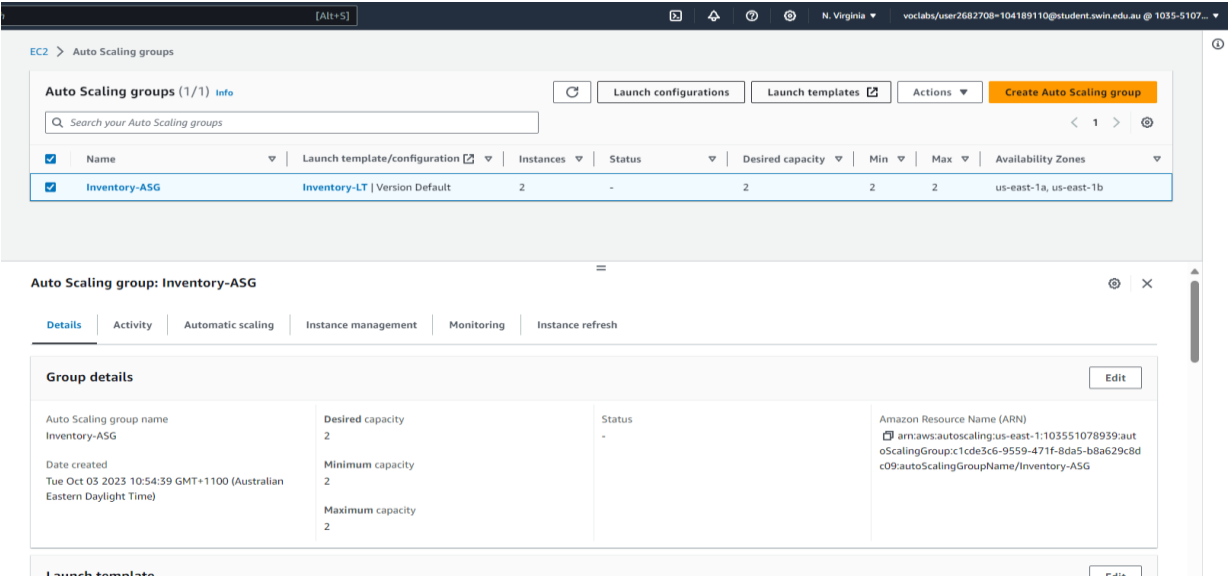 [Alt+S]
N. Virginia ▼
voclabs/user2682708=104189110@student.swin.edu.au @ 1035-5107... ▼
EC2 > Auto Scaling groups
Auto Scaling groups (1/1) Info
Launch configurations
Launch templates
Actions ▼
Create Auto Scaling group
Search your Auto Scaling groups
< 1 >
Name Launch template/configuration Instances Status Desired capacity Min Max Availability Zones
Inventory-ASG Inventory-LT | Version Default 2 - 2 2 2 us-east-1a, us-east-1b
Auto Scaling group: Inventory-ASG
Details Activity Automatic scaling Instance management Monitoring Instance refresh
Group details
Edit
Auto Scaling group name
Inventory-ASG
Date created
Tue Oct 03 2023 10:54:39 GMT+1100 (Australian
Eastern Daylight Time)
Desired capacity
2
Minimum capacity
2
Maximum capacity
2
Status
-
Amazon Resource Name (ARN)
arn:aws:autoscaling:us-east-1:103551078939:aut
oScalingGroup:c1cde3c6-9559-471f-8da5-b8a629c8d
c09:autoScalingGroupName/Inventory-ASG
Launch template
Edit